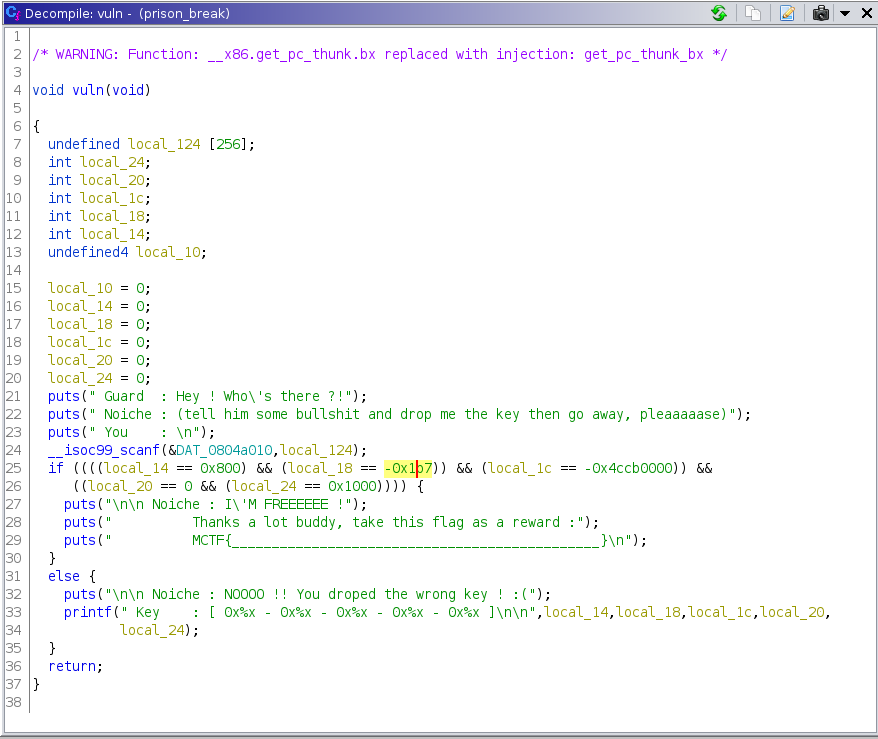 Decompile: vuln - (prison_break)
1
2 /* WARNING: Function: __x86.get_pc_thunk.bx replaced with injection: get_pc_thunk_bx */
3
4 void vuln(void)
5
6 {
7   undefined local_124 [256];
8   int local_24;
9   int local_20;
10   int local_1c;
11   int local_18;
12   int local_14;
13   undefined4 local_10;
14
15   local_10 = 0;
16   local_14 = 0;
17   local_18 = 0;
18   local_1c = 0;
19   local_20 = 0;
20   local_24 = 0;
21   puts(" Guard  : Hey ! Who\'s there ?!");
22   puts(" Noiche : (tell him some bullshit and drop me the key then go away, pleaaaaase)");
23   puts(" You    : \n");
24   __isoc99_scanf(&DAT_0804a010,local_124);
25   if ((((local_14 == 0x800) && (local_18 == -0x1b7)) && (local_1c == -0x4ccb0000)) &&
26      ((local_20 == 0 && (local_24 == 0x1000)))) {
27     puts("\n\n Noiche : I\'M FREEEEEE !");
28     puts("          Thanks a lot buddy, take this flag as a reward :");
29     puts("          MCTF{______________________________________________}\n");
30   }
31   else {
32     puts("\n\n Noiche : NOOOO !! You droped the wrong key ! :(");
33     printf(" Key    : [ 0x%x - 0x%x - 0x%x - 0x%x - 0x%x ]\n\n",local_14,local_18,local_1c,local_20,
34            local_24);
35   }
36   return;
37 }
38